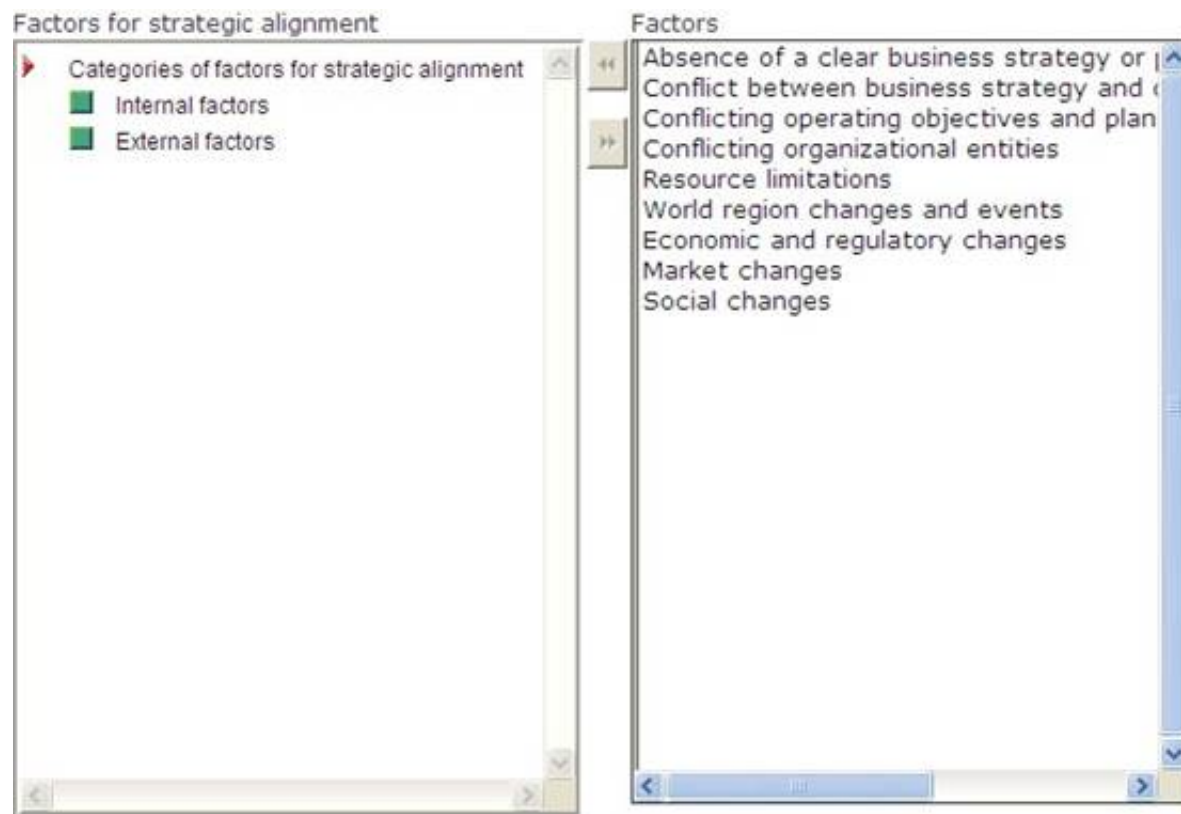 Factors for strategic alignment
Categories of factors for strategic alignment
Internal factors
External factors
Factors
Absence of a clear business strategy or
Conflict between business strategy and
Conflicting operating objectives and plan
Conflicting organizational entities
Resource limitations
World region changes and events
Economic and regulatory changes
Market changes
Social changes